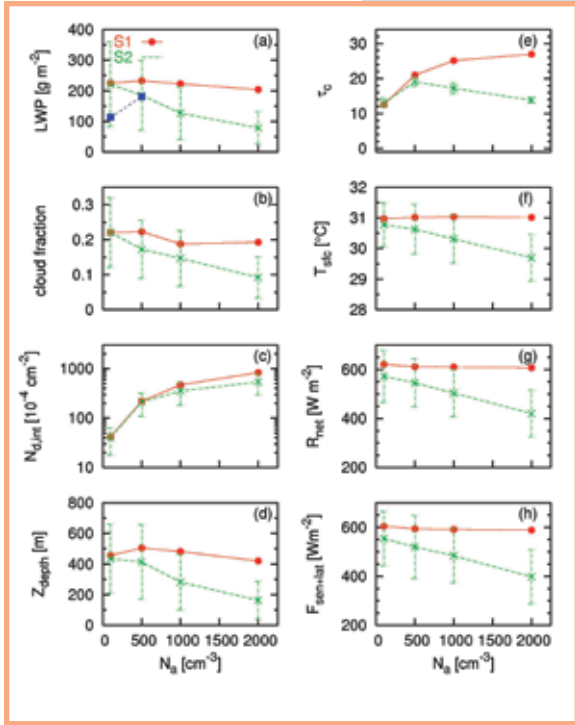 S1
S2
(a)
LWP [g m⁻²]
400
300
200
100
0
(b)
cloud fraction
0.3
0.2
0.1
0
(c)
N_d,int [10⁻⁴ cm⁻²]
1000
100
10
(d)
Z_depth [m]
800
600
400
200
0
0 500 1000 1500 2000
N_a [cm⁻³]
(e)
τ_c
30
20
10
0
(f)
T_sfc [°C]
32
31
30
29
28
(g)
R_net [W m⁻²]
600
400
200
(h)
F_sen+lat [Wm⁻²]
600
400
200
0 500 1000 1500 2000
N_a [cm⁻³]